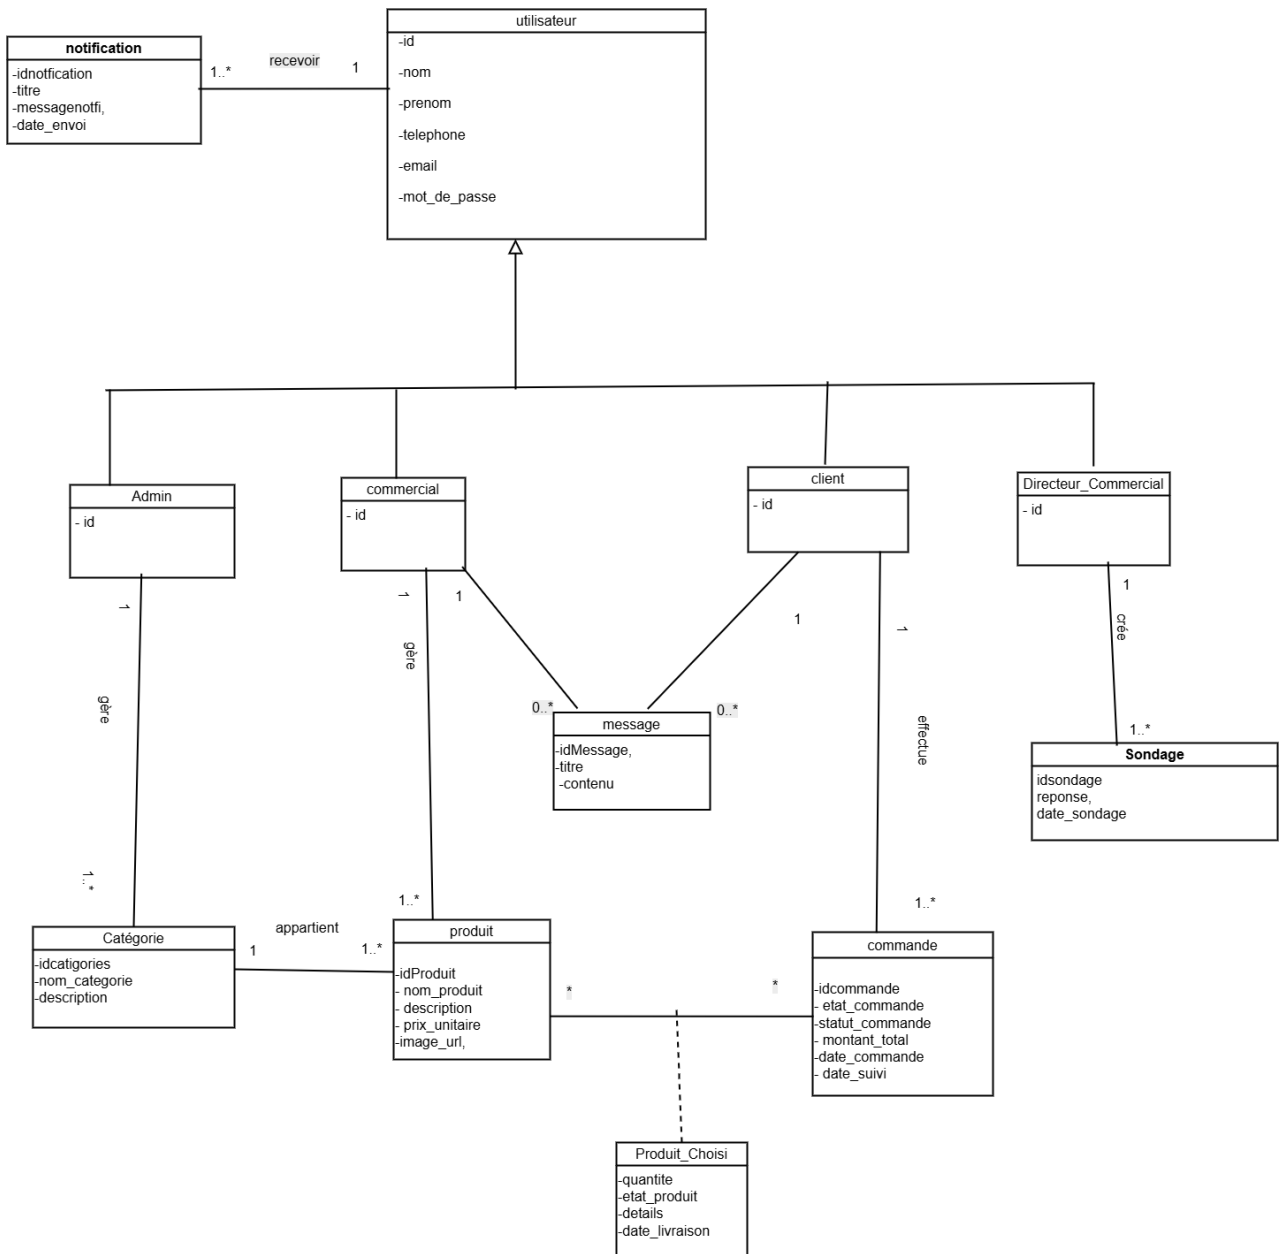 utilisateur
-id
-nom
-prenom
-telephone
-email
-mot_de_passe
notification
-idnotfication
-titre
-messagenotfi,
-date_envoi
1..*
recevoir
1
Admin
- id
commercial
- id
client
- id
Directeur_Commercial
- id
1
gère
1..*
1
gère
1..*
1
0..*
1
0..*
1
effectue
1..*
1
crée
1..*
message
-idMessage,
-titre
-contenu
Sondage
idsondage
reponse,
date_sondage
Catégorie
-idcatigories
-nom_categorie
-description
1
appartient
1..*
produit
-idProduit
- nom_produit
- description
- prix_unitaire
-image_url,
*
*
commande
-idcommande
- etat_commande
-statut_commande
- montant_total
-date_commande
- date_suivi
Produit_Choisi
-quantite
-etat_produit
-details
-date_livraison